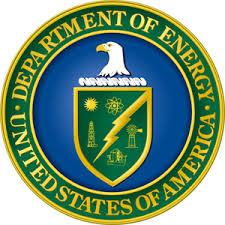 · DEPARTMENT OF ENERGY ·
UNITED STATES OF AMERICA